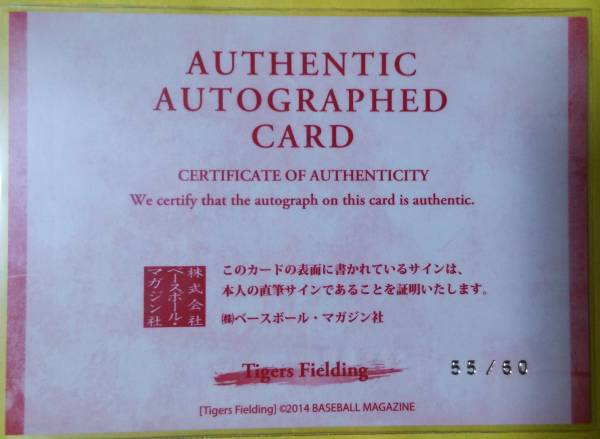 AUTHENTIC
AUTOGRAPHED
CARD
CERTIFICATE OF AUTHENTICITY
We certify that the autograph on this card is authentic.
株式会社
ベースボール・
マガジン社
このカードの表面に書かれているサインは、
本人の直筆サインであることを証明いたします。
㈱ベースボール・マガジン社
Tigers Fielding
55/60
[Tigers Fielding] ©2014 BASEBALL MAGAZINE